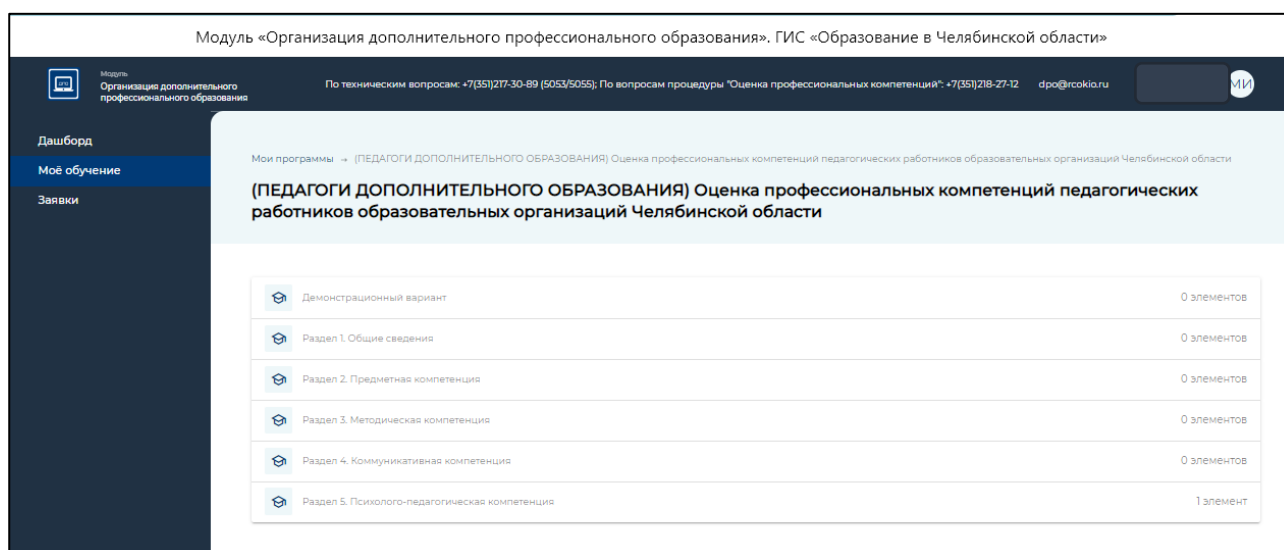 Модуль «Организация дополнительного профессионального образования». ГИС «Образование в Челябинской области»
Модуль
Организация дополнительного
профессионального образования
По техническим вопросам: +7(351)217-30-89 (5053/5055); По вопросам процедуры "Оценка профессиональных компетенций": +7(351)218-27-12
dpo@rcokio.ru
МИ
Дашборд
Моё обучение
Заявки
Мои программы → (ПЕДАГОГИ ДОПОЛНИТЕЛЬНОГО ОБРАЗОВАНИЯ) Оценка профессиональных компетенций педагогических работников образовательных организаций Челябинской области
(ПЕДАГОГИ ДОПОЛНИТЕЛЬНОГО ОБРАЗОВАНИЯ) Оценка профессиональных компетенций педагогических
работников образовательных организаций Челябинской области
Демонстрационный вариант 0 элементов
Раздел 1. Общие сведения 0 элементов
Раздел 2. Предметная компетенция 0 элементов
Раздел 3. Методическая компетенция 0 элементов
Раздел 4. Коммуникативная компетенция 0 элементов
Раздел 5. Психолого-педагогическая компетенция 1 элемент